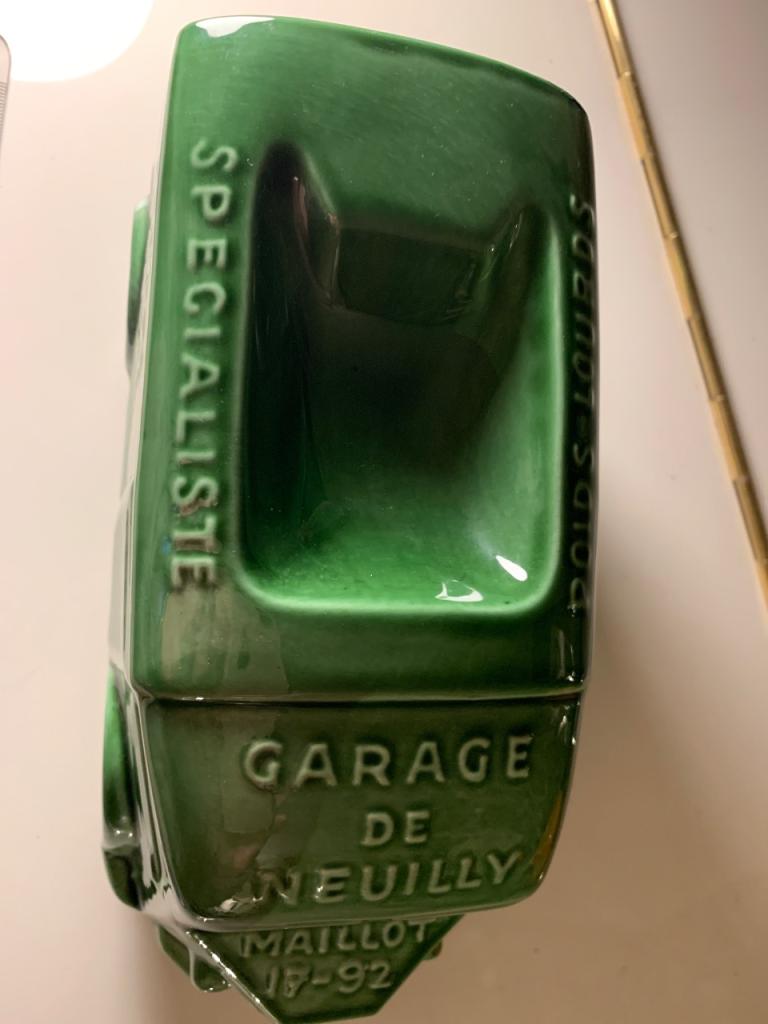 SPECIALISTE
POIDS-LOURDS
GARAGE
DE
NEUILLY
MAILLOT
17-92